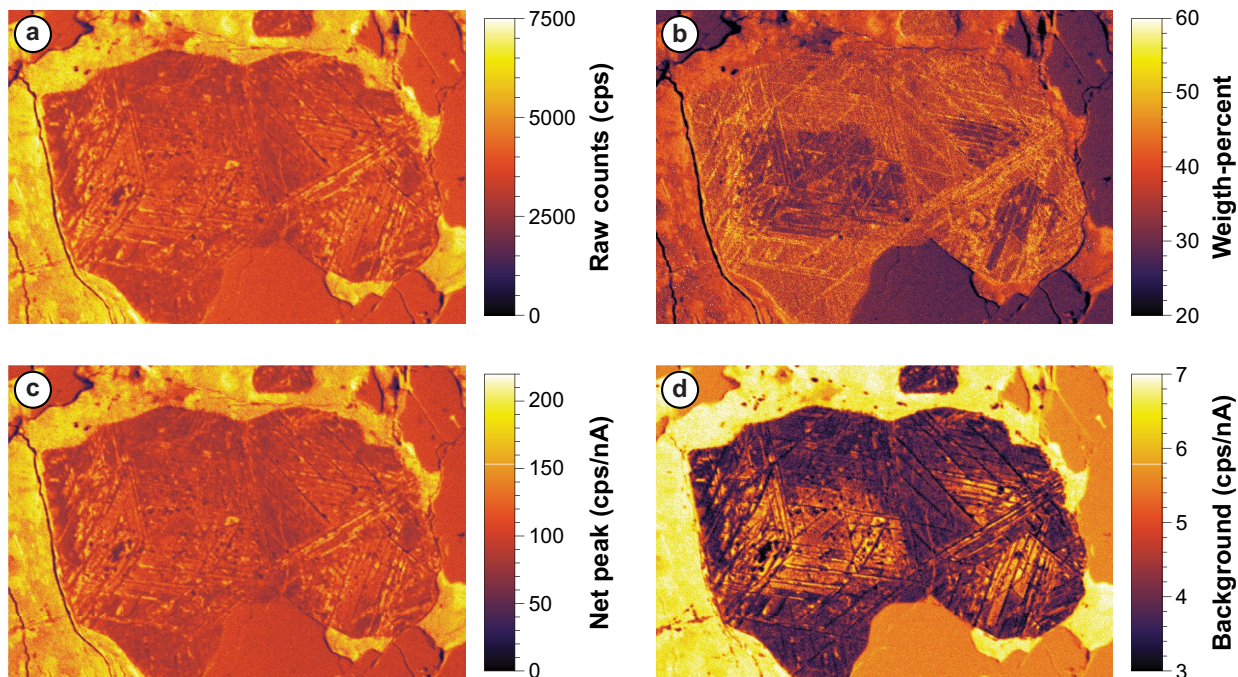 a
7500
5000
2500
0
Raw counts (cps)
b
60
50
40
30
20
Weigth-percent
c
200
150
100
50
0
Net peak (cps/nA)
d
7
6
5
4
3
Background (cps/nA)